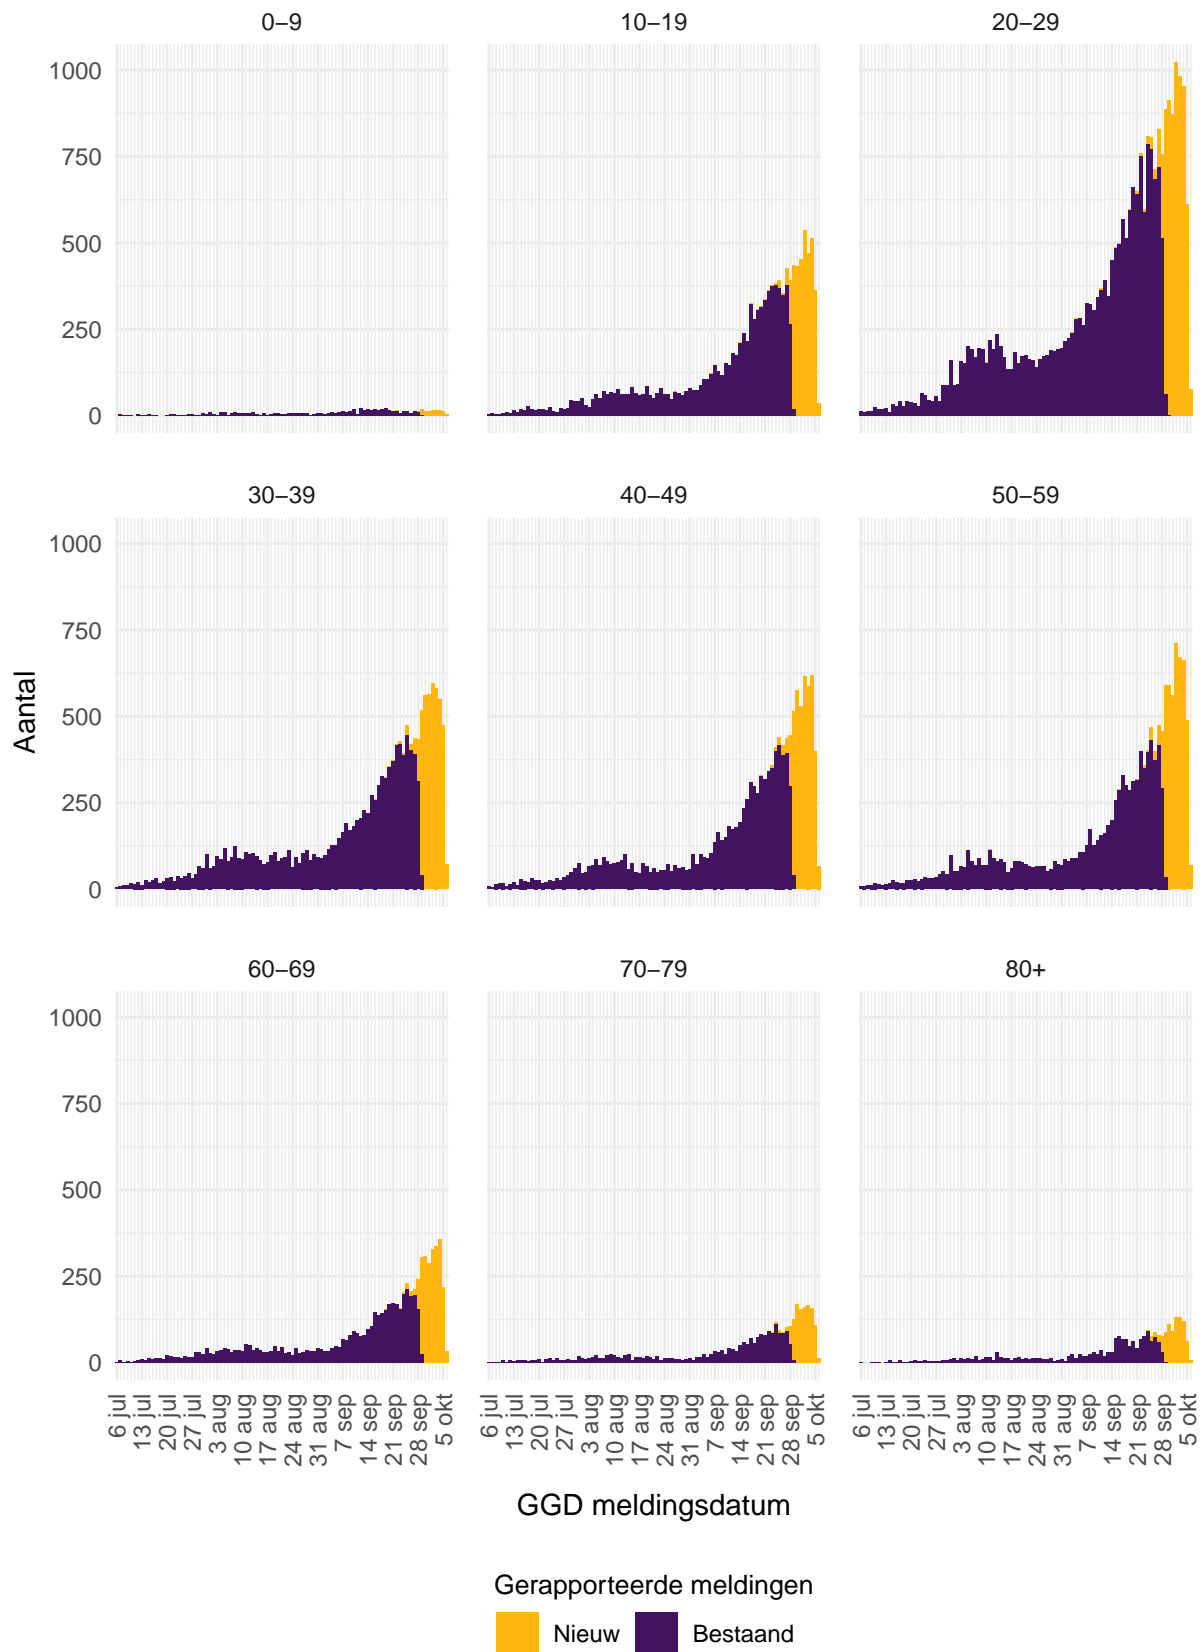 0–9 10–19 20–29
1000
750
500
250
0
30–39 40–49 50–59
1000
750
500
250
0
Aantal
60–69 70–79 80+
1000
750
500
250
0
6 jul 13 jul 20 jul 27 jul 3 aug 10 aug 17 aug 24 aug 31 aug 7 sep 14 sep 21 sep 28 sep 5 okt
6 jul 13 jul 20 jul 27 jul 3 aug 10 aug 17 aug 24 aug 31 aug 7 sep 14 sep 21 sep 28 sep 5 okt
6 jul 13 jul 20 jul 27 jul 3 aug 10 aug 17 aug 24 aug 31 aug 7 sep 14 sep 21 sep 28 sep 5 okt
GGD meldingsdatum
Gerapporteerde meldingen
Nieuw Bestaand